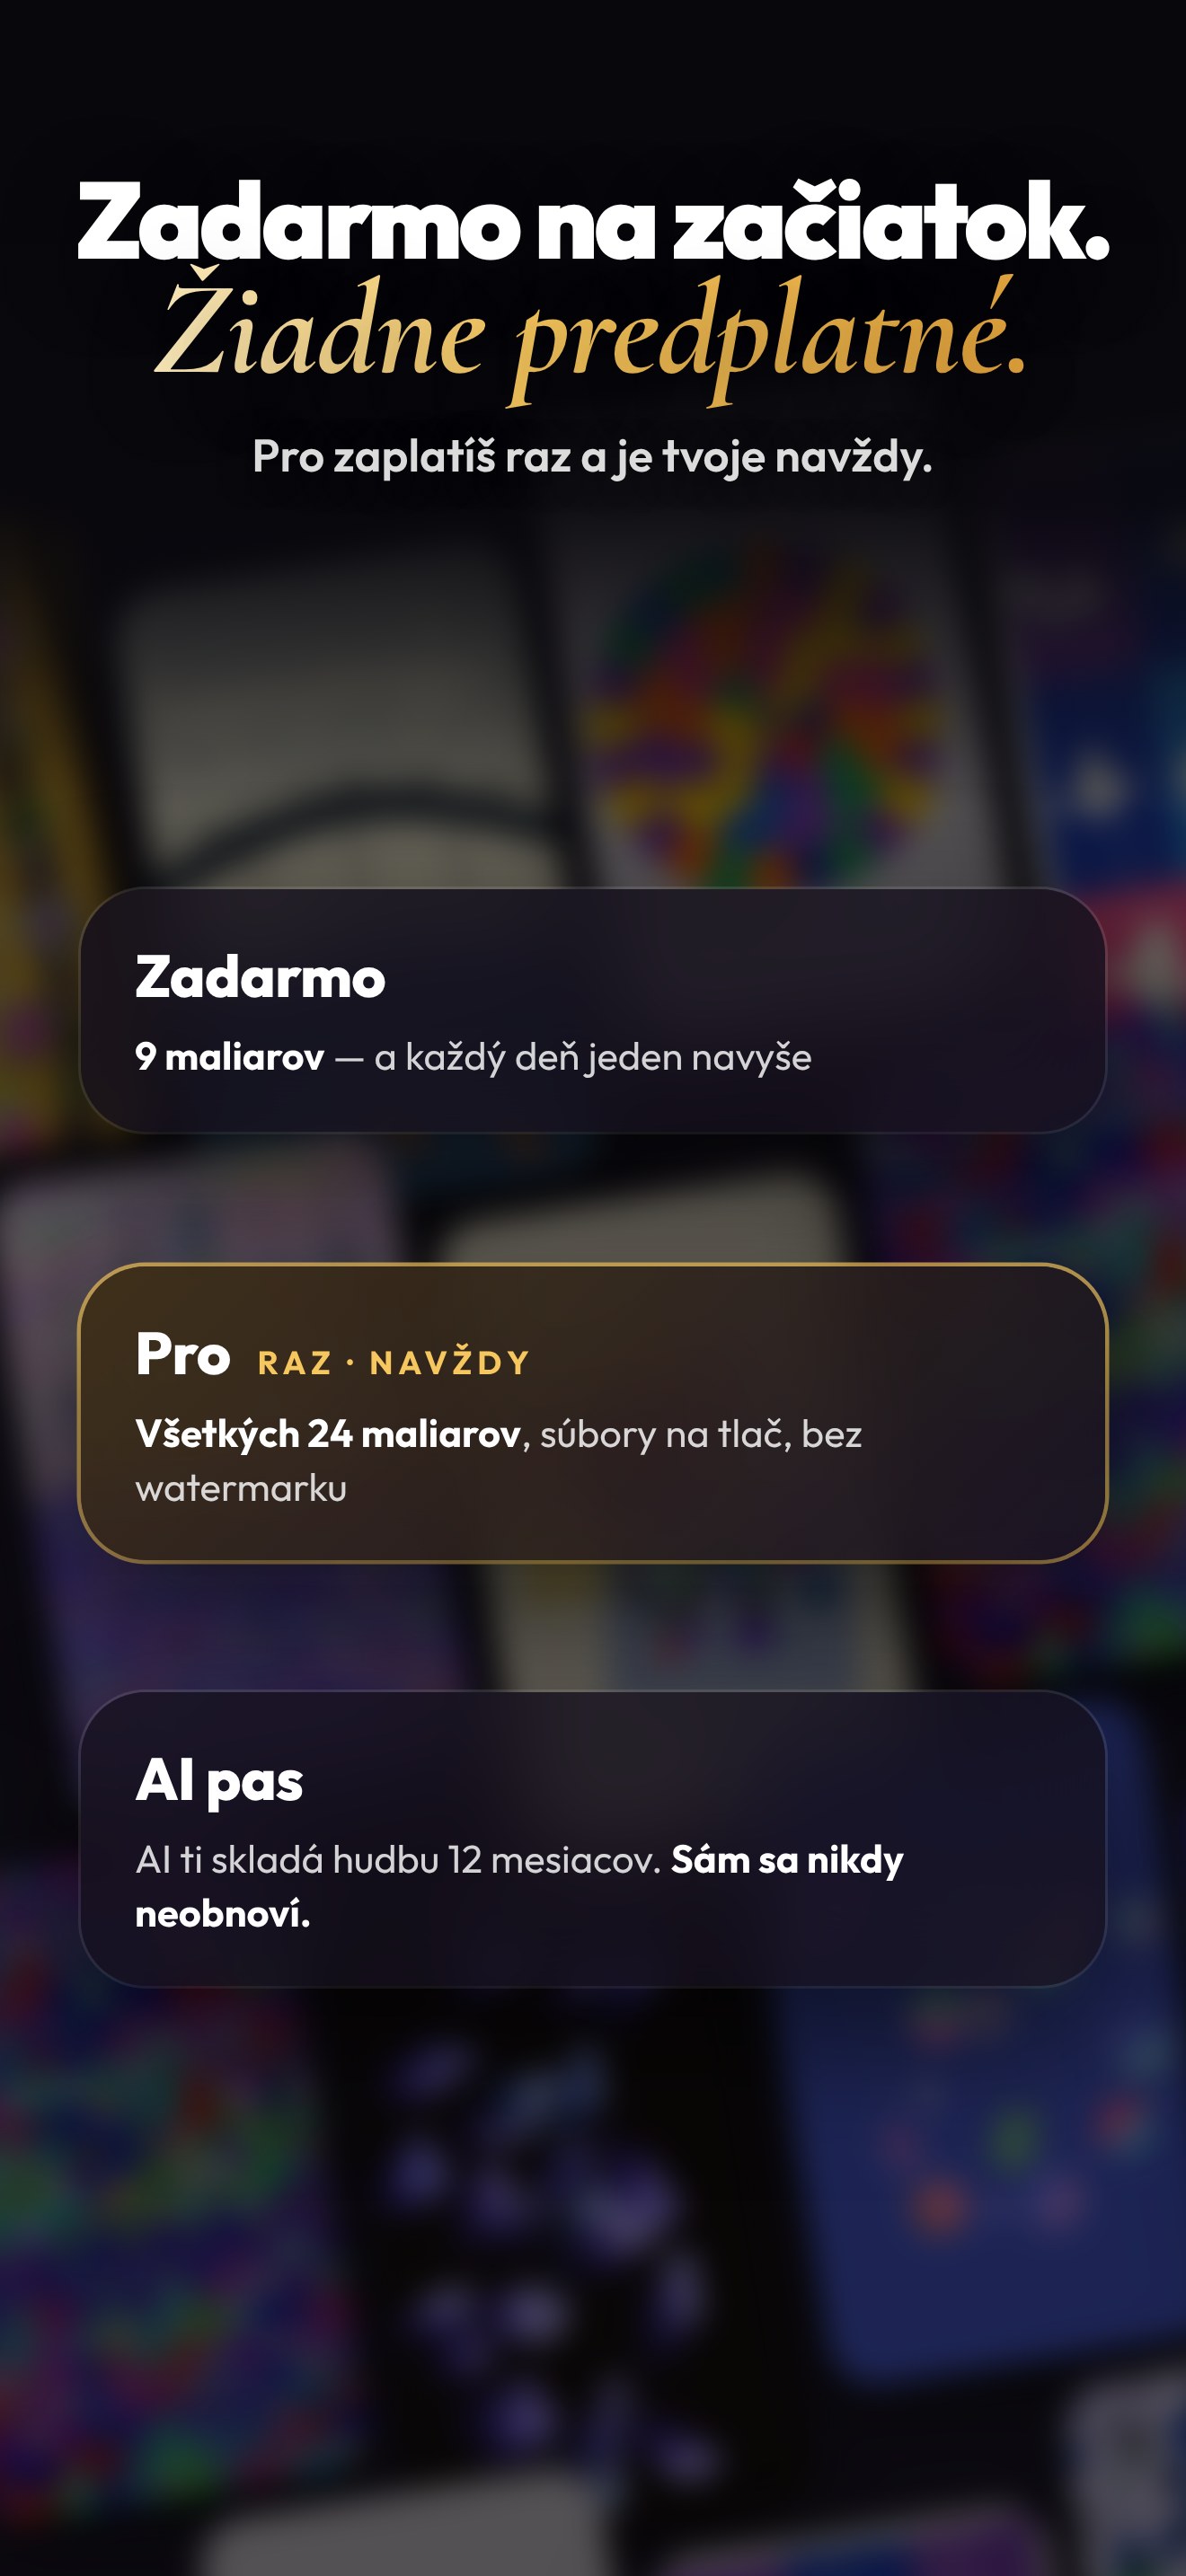 Zadarmo na začiatok.
Žiadne predplatné.
Pro zaplatíš raz a je tvoje navždy.
Zadarmo
9 maliarov — a každý deň jeden navyše
Pro RAZ · NAVŽDY
Všetkých 24 maliarov, súbory na tlač, bez
watermarku
AI pas
AI ti skladá hudbu 12 mesiacov. Sám sa nikdy
neobnoví.